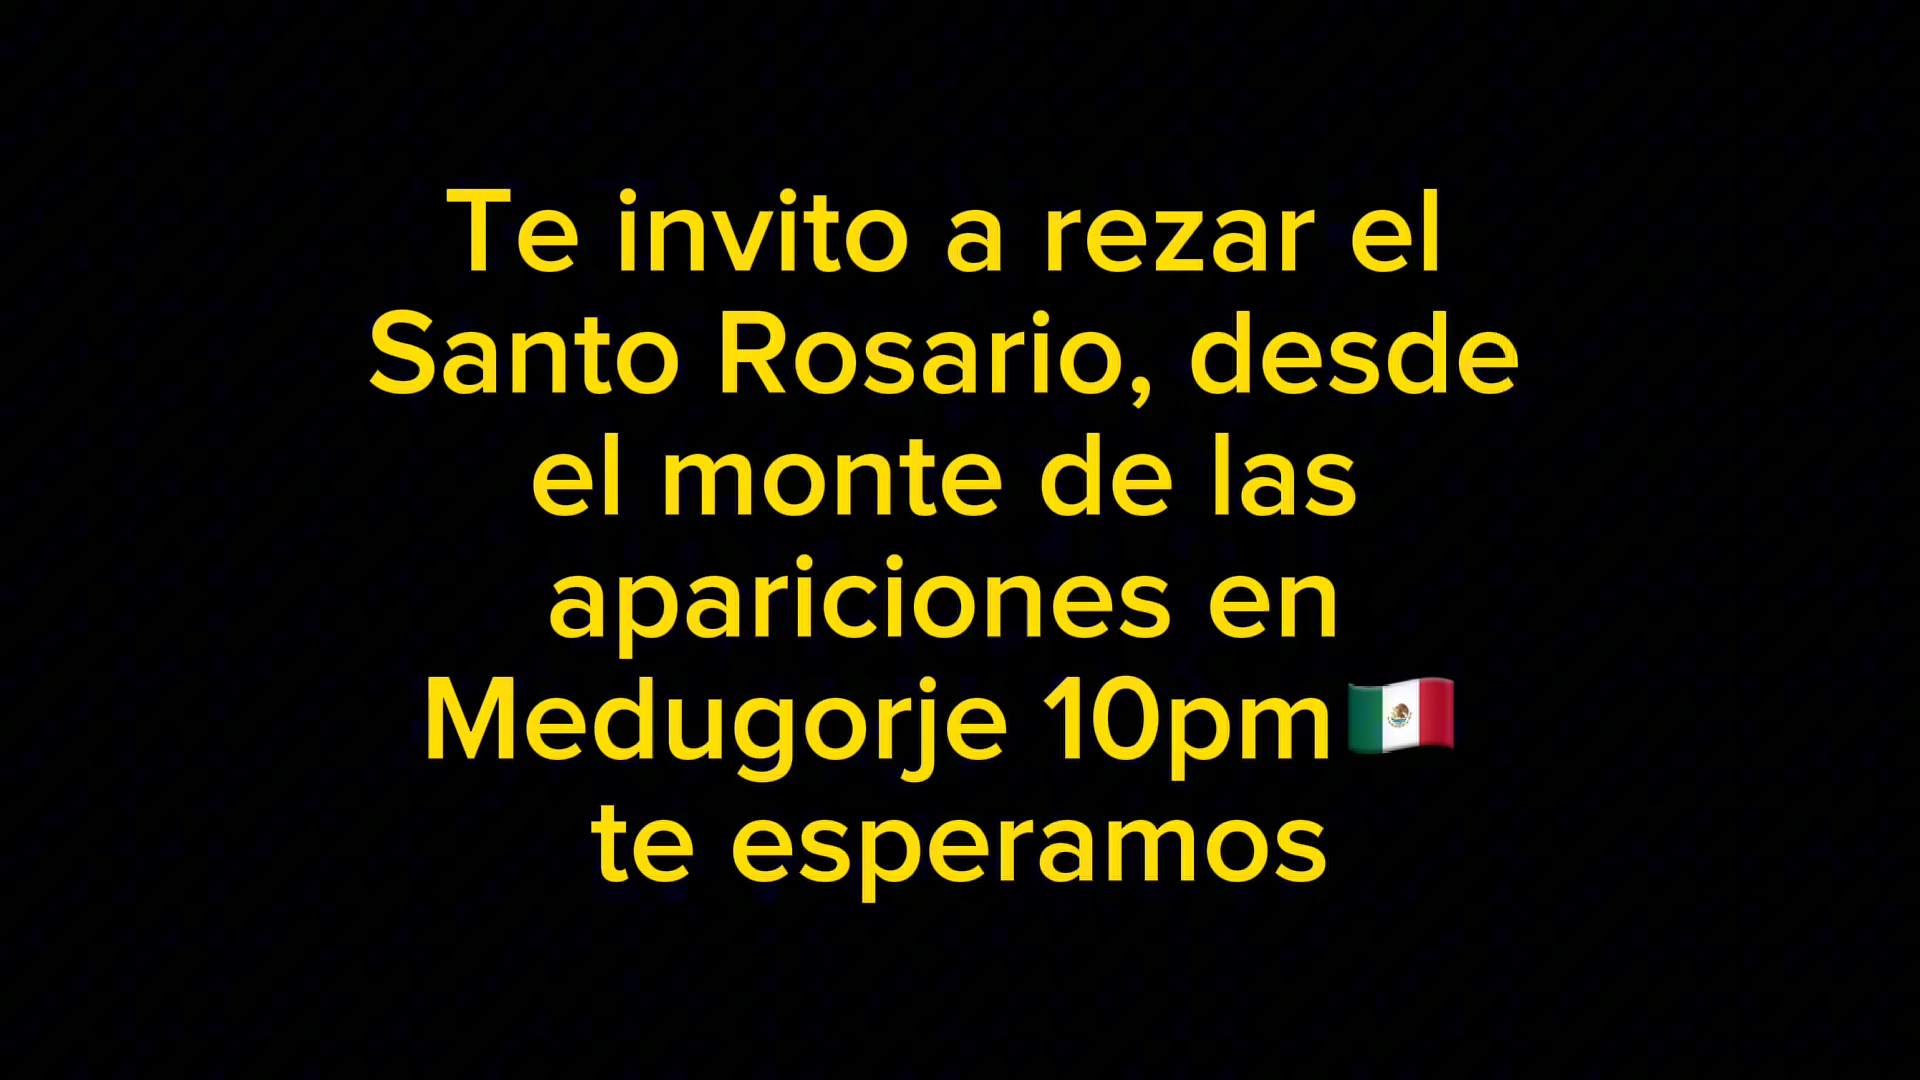 Te invito a rezar el
Santo Rosario, desde
el monte de las
apariciones en
Medugorje 10pm🇲🇽
te esperamos